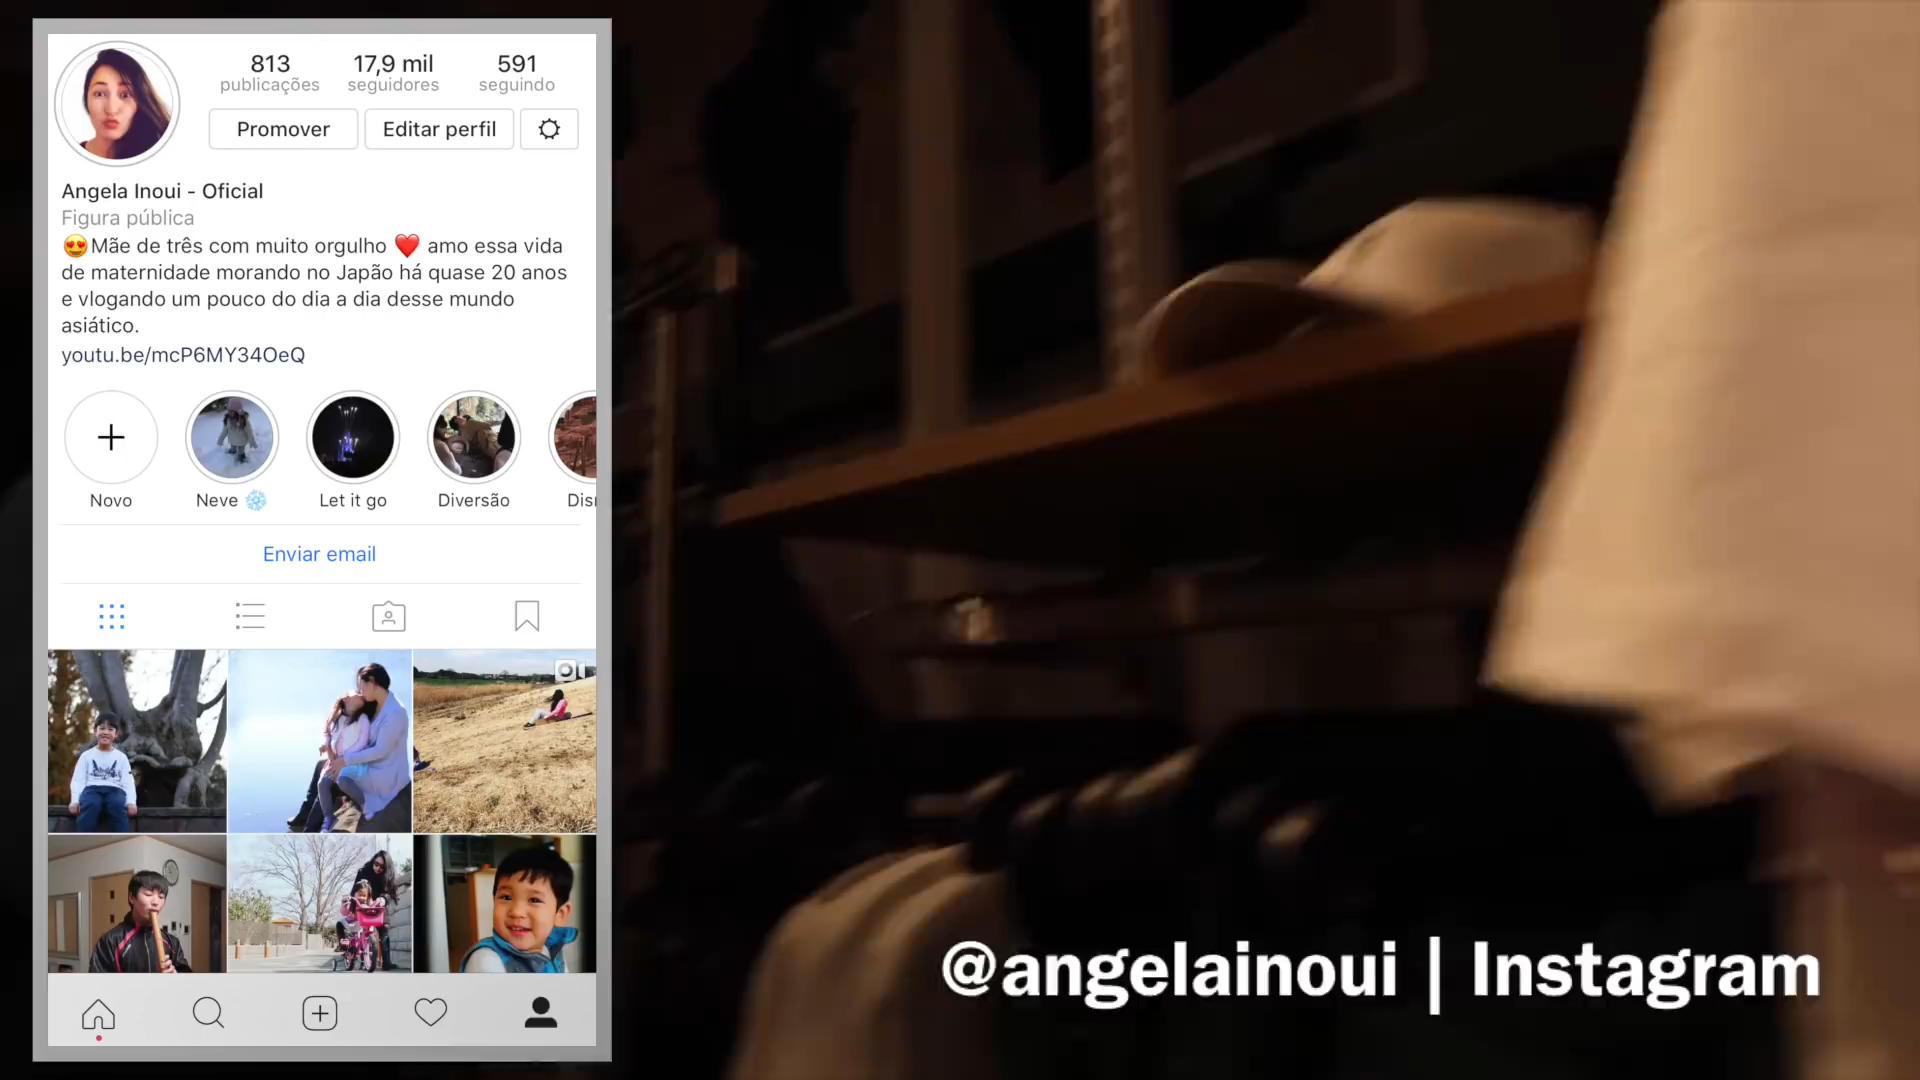 813 17,9 mil 591
publicações seguidores seguindo
Promover Editar perfil
Angela Inoui - Oficial
Figura pública
😍Mãe de três com muito orgulho ❤️ amo essa vida
de maternidade morando no Japão há quase 20 anos
e vlogando um pouco do dia a dia desse mundo
asiático.
youtu.be/mcP6MY34OeQ
Novo Neve ❄️ Let it go Diversão
Enviar email
@angelainoui | Instagram